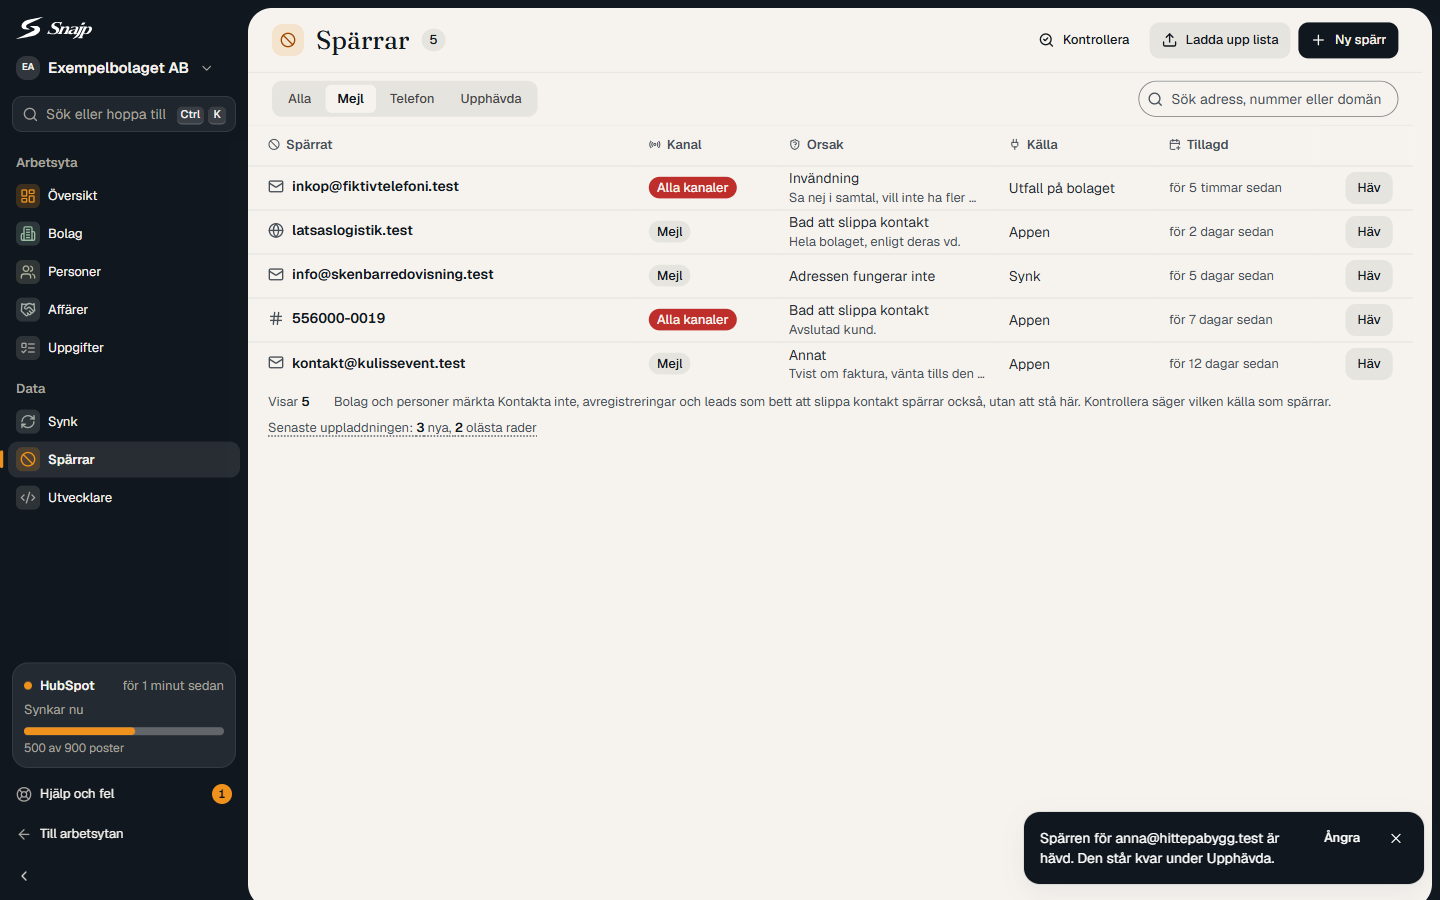 Snajp
EA Exempelbolaget AB
Sök eller hoppa till Ctrl K
Arbetsyta
Översikt
Bolag
Personer
Affärer
Uppgifter
Data
Synk
Spärrar
Utvecklare
HubSpot för 1 minut sedan
Synkar nu
500 av 900 poster
Hjälp och fel 1
Till arbetsytan
Spärrar 5
Kontrollera
Ladda upp lista
Ny spärr
Alla Mejl Telefon Upphävda
Sök adress, nummer eller domän
Spärrat Kanal Orsak Källa Tillagd
inkop@fiktivtelefoni.test Alla kanaler Invändning Utfall på bolaget för 5 timmar sedan Häv
Sa nej i samtal, vill inte ha fler ...
latsaslogistik.test Mejl Bad att slippa kontakt Appen för 2 dagar sedan Häv
Hela bolaget, enligt deras vd.
info@skenbarredovisning.test Mejl Adressen fungerar inte Synk för 5 dagar sedan Häv
556000-0019 Alla kanaler Bad att slippa kontakt Appen för 7 dagar sedan Häv
Avslutad kund.
kontakt@kulissevent.test Mejl Annat Appen för 12 dagar sedan Häv
Tvist om faktura, vänta tills den ...
Visar 5 Bolag och personer märkta Kontakta inte, avregistreringar och leads som bett att slippa kontakt spärrar också, utan att stå här. Kontrollera säger vilken källa som spärrar.
Senaste uppladdningen: 3 nya, 2 olästa rader
Spärren för anna@hittepabygg.test är
hävd. Den står kvar under Upphävda.
Ångra